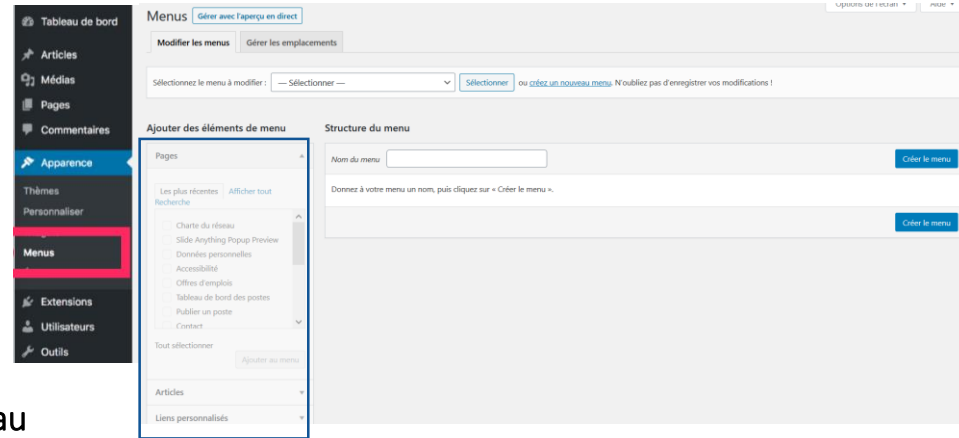 Tableau de bord
Articles
Médias
Pages
Commentaires
Apparence
Thèmes
Personnaliser
Menus
Extensions
Utilisateurs
Outils
Menus Gérer avec l'aperçu en direct
Options de l'écran Aide
Modifier les menus Gérer les emplacements
Sélectionnez le menu à modifier : — Sélectionner — Sélectionner ou créez un nouveau menu. N'oubliez pas d'enregistrer vos modifications !
Ajouter des éléments de menu
Pages
Les plus récentes Afficher tout
Recherche
Charte du réseau
Slide Anything Popup Preview
Données personnelles
Accessibilité
Offres d'emplois
Tableau de bord des postes
Publier un poste
Contact
Tout sélectionner
Ajouter au menu
Articles
Liens personnalisés
Structure du menu
Nom du menu Créer le menu
Donnez à votre menu un nom, puis cliquez sur « Créer le menu ».
Créer le menu
au